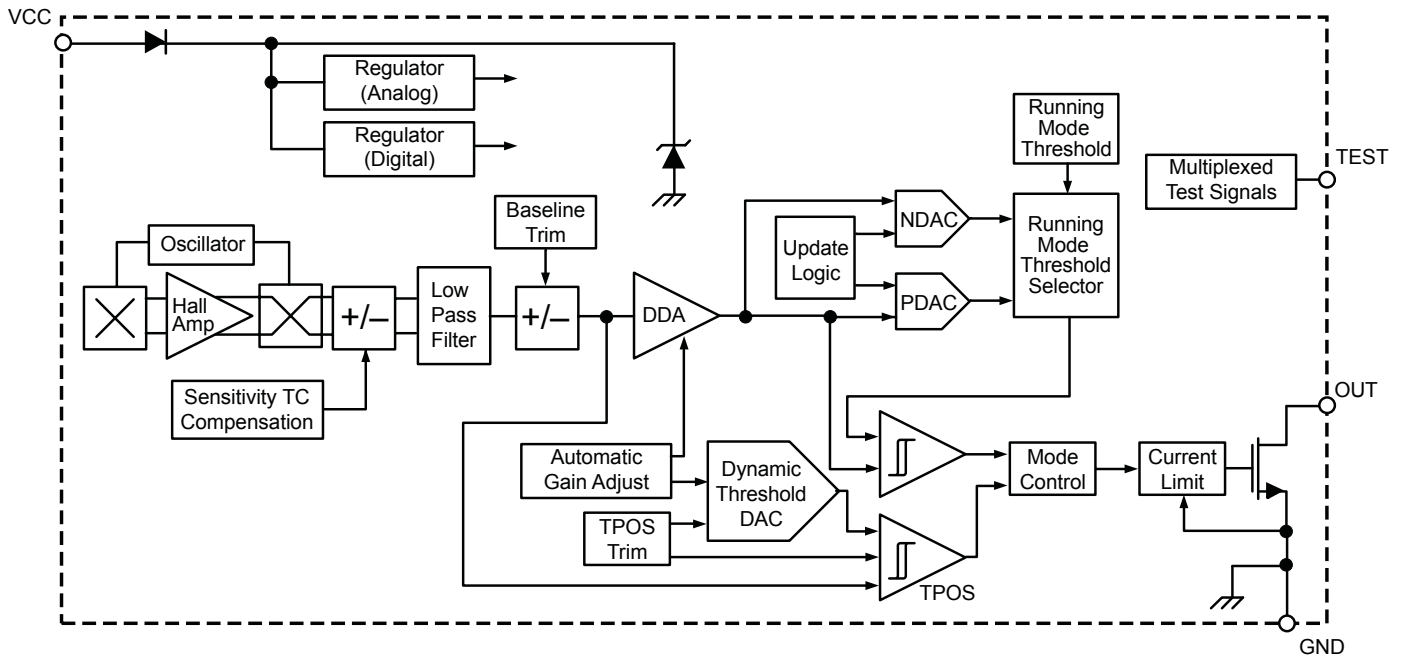 VCC
Regulator
(Analog)
Regulator
(Digital)
Running
Mode
Threshold
TEST
Multiplexed
Test Signals
Baseline
Trim
NDAC
Update
Logic
PDAC
Running
Mode
Threshold
Selector
Oscillator
Hall
Amp
+/–
Low
Pass
Filter
+/–
DDA
Sensitivity TC
Compensation
OUT
Automatic
Gain Adjust
Dynamic
Threshold
DAC
Mode
Control
Current
Limit
TPOS
Trim
TPOS
GND